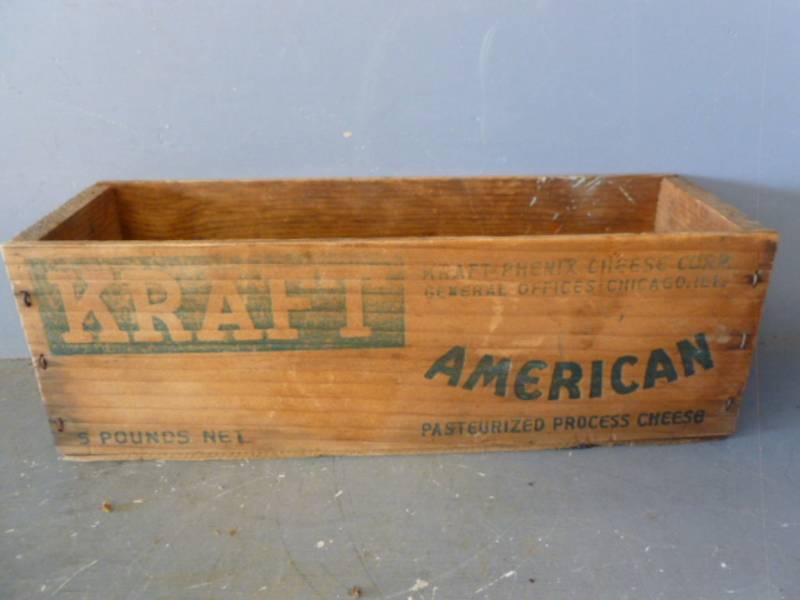 KRAFT
KRAFT-PHENIX CHEESE CORP.
GENERAL OFFICES CHICAGO, ILL.
AMERICAN
5 POUNDS NET
PASTEURIZED PROCESS CHEESE